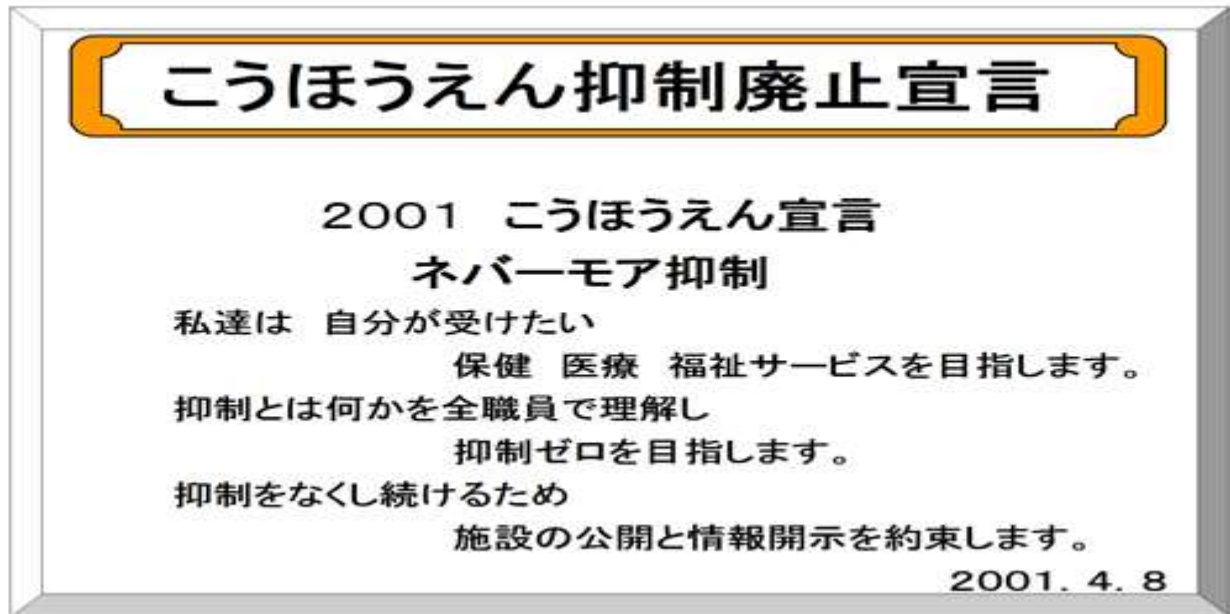 こうほうえん抑制廃止宣言
2001　こうほうえん宣言
ネバーモア抑制
私達は　自分が受けたい
保健　医療　福祉サービスを目指します。
抑制とは何かを全職員で理解し
抑制ゼロを目指します。
抑制をなくし続けるため
施設の公開と情報開示を約束します。
2001．4．8